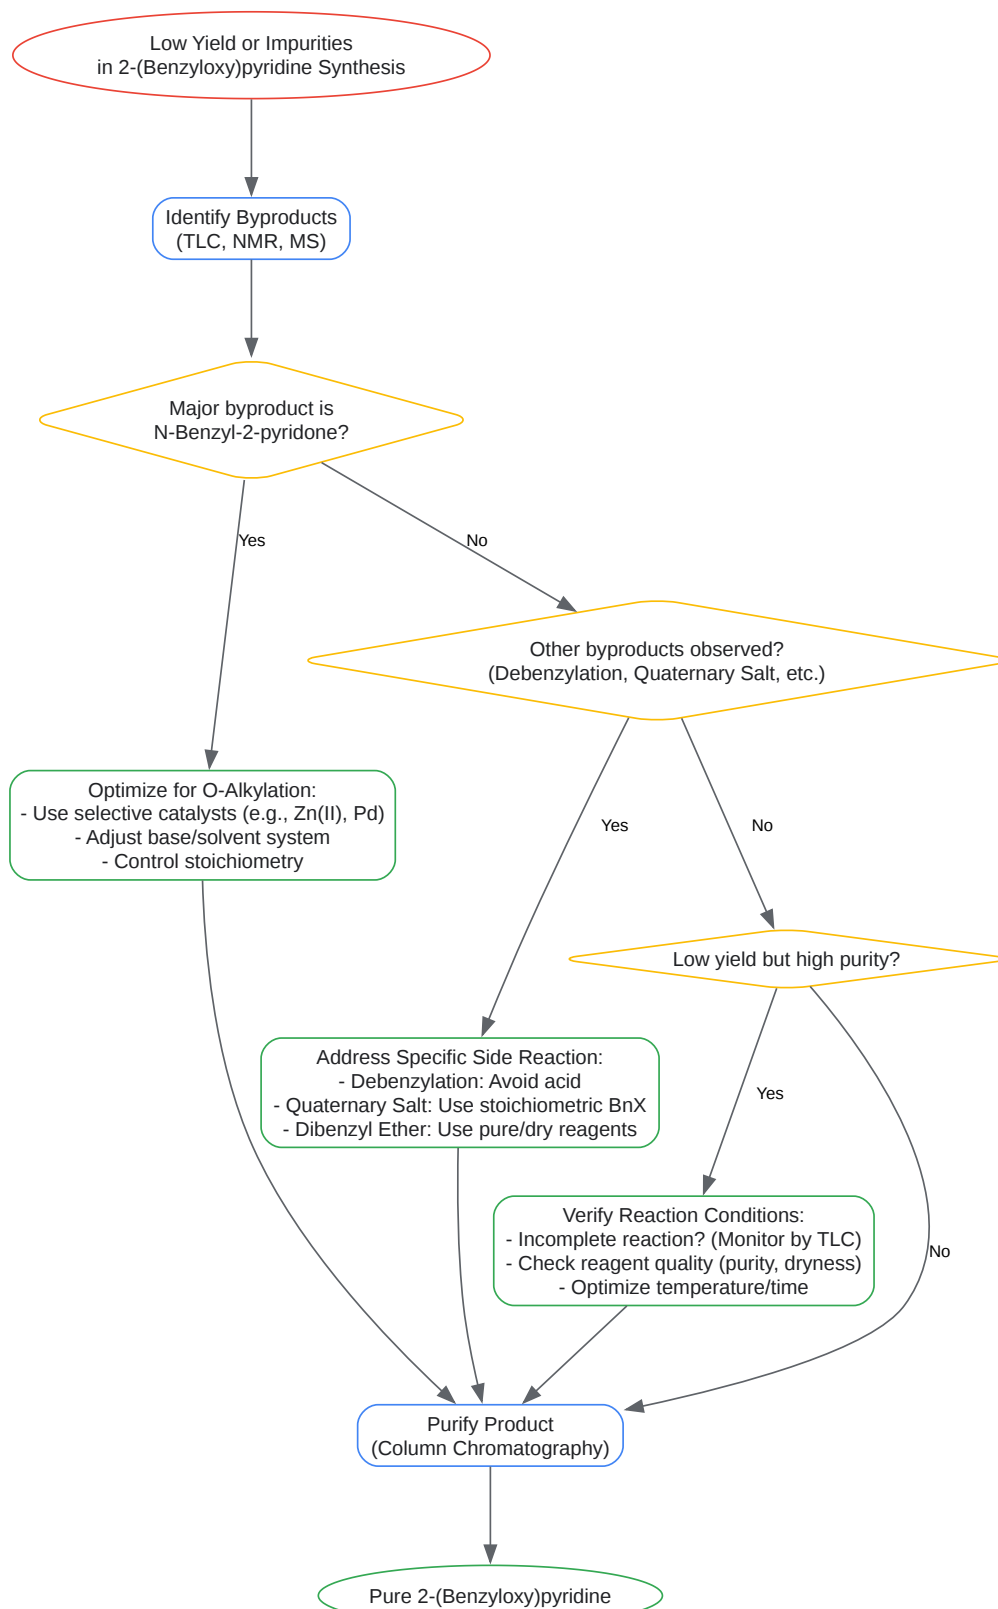 Low Yield or Impurities
in 2-(Benzyloxy)pyridine Synthesis
Identify Byproducts
(TLC, NMR, MS)
Major byproduct is
N-Benzyl-2-pyridone?
Yes
No
Other byproducts observed?
(Debenzylation, Quaternary Salt, etc.)
Optimize for O-Alkylation:
- Use selective catalysts (e.g., Zn(II), Pd)
- Adjust base/solvent system
- Control stoichiometry
Yes
No
Low yield but high purity?
Address Specific Side Reaction:
- Debenzylation: Avoid acid
- Quaternary Salt: Use stoichiometric BnX
- Dibenzyl Ether: Use pure/dry reagents
Yes
Verify Reaction Conditions:
- Incomplete reaction? (Monitor by TLC)
- Check reagent quality (purity, dryness)
- Optimize temperature/time
No
Purify Product
(Column Chromatography)
Pure 2-(Benzyloxy)pyridine